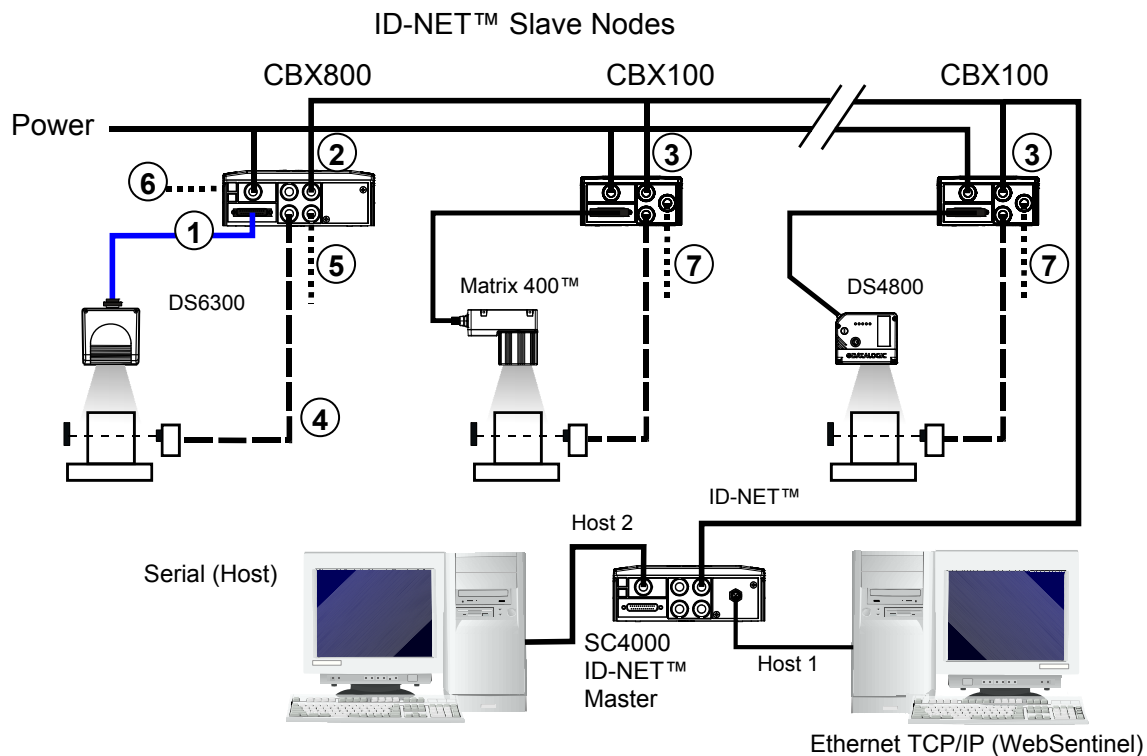 ID-NET™ Slave Nodes
CBX800
CBX100
CBX100
Power
2
3
3
6
1
5
7
7
DS6300
Matrix 400™
DS4800
DATALOGIC
4
ID-NET™
Host 2
Serial (Host)
SC4000
ID-NET™
Master
Host 1
Ethernet TCP/IP (WebSentinel)